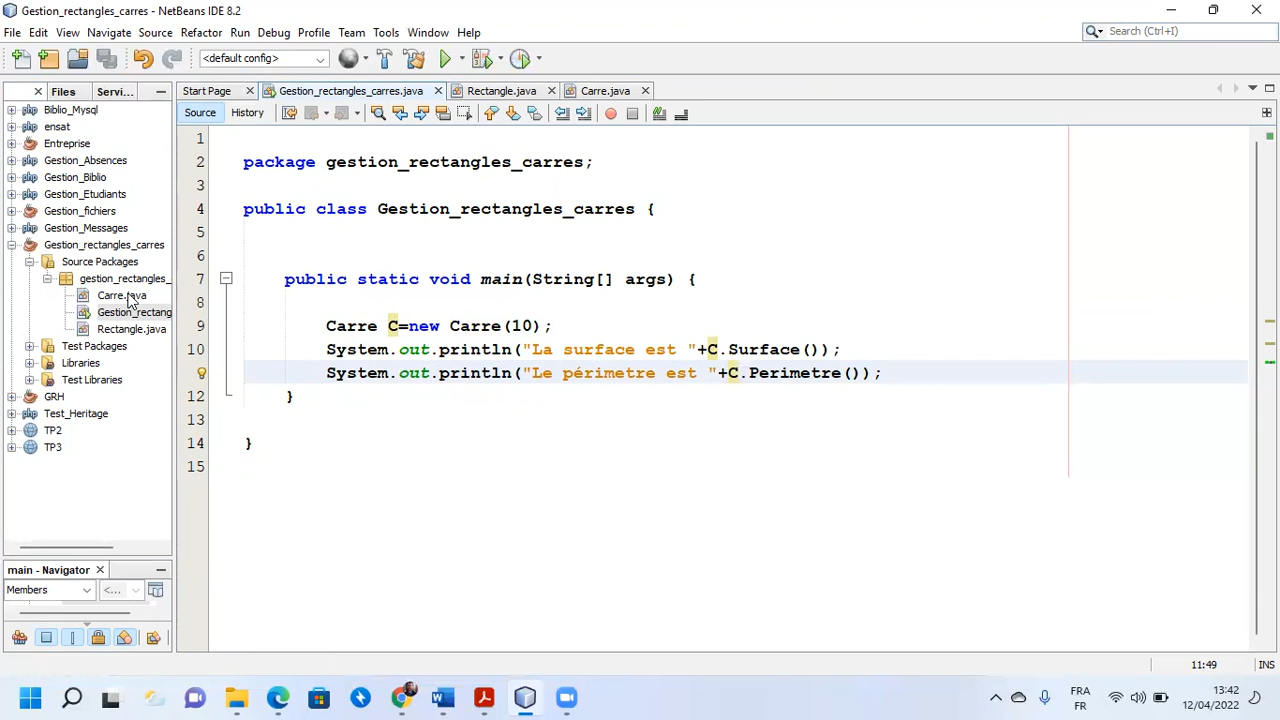 Gestion_rectangles_carres - NetBeans IDE 8.2
File Edit View Navigate Source Refactor Run Debug Profile Team Tools Window Help
Search (Ctrl+I)
<default config>
Files Servi...
Start Page Gestion_rectangles_carres.java Rectangle.java Carre.java
Source History
Biblio_Mysql
ensat
Entreprise
Gestion_Absences
Gestion_Biblio
Gestion_Etudiants
Gestion_fichiers
Gestion_Messages
Gestion_rectangles_carres
Source Packages
gestion_rectangles_
Carre.java
Gestion_rectang
Rectangle.java
Test Packages
Libraries
Test Libraries
GRH
Test_Heritage
TP2
TP3
1
2 package gestion_rectangles_carres;
3
4 public class Gestion_rectangles_carres {
5
6
7 public static void main(String[] args) {
8
9 Carre C=new Carre(10);
10 System.out.println("La surface est "+C.Surface());
System.out.println("Le périmetre est "+C.Perimetre());
12 }
13
14 }
15
main - Navigator
Members <...
11:49 INS
FRA
FR
13:42
12/04/2022